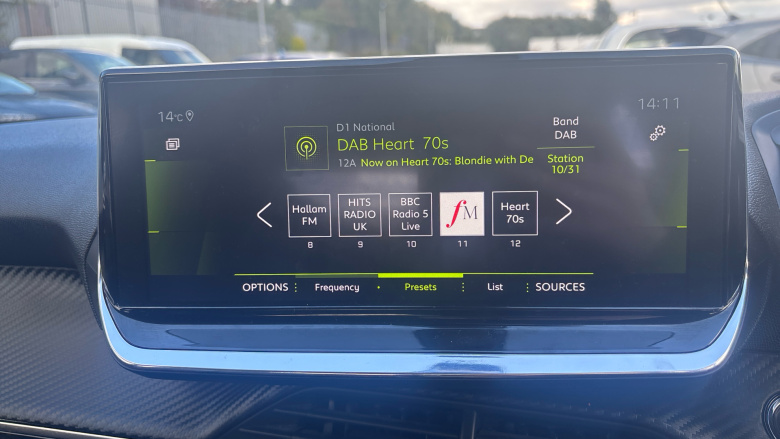 14°C
14:11
D1 National
DAB Heart 70s
12A Now on Heart 70s: Blondie with De
Band
DAB
Station
10/31
Hallam
FM
8
HITS
RADIO
UK
9
BBC
Radio 5
Live
10
fM
11
Heart
70s
12
OPTIONS
Frequency
Presets
List
SOURCES